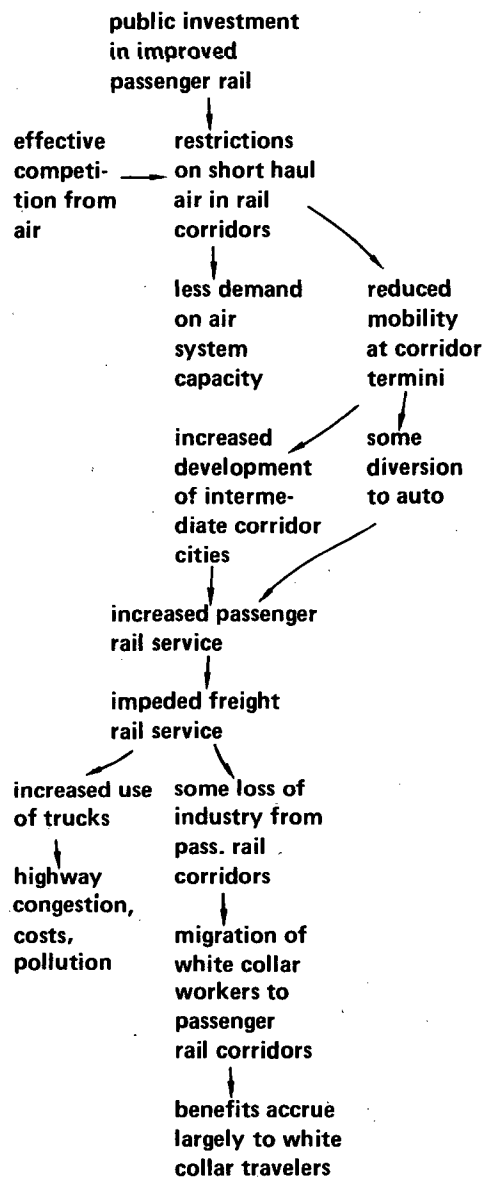 public investment
in improved
passenger rail
effective
competi-
tion from
air
restrictions
on short haul
air in rail
corridors
less demand
on air
system
capacity
reduced
mobility
at corridor
termini
increased
development
of interme-
diate corridor
cities
some
diversion
to auto
increased passenger
rail service
impeded freight
rail service
increased use
of trucks
some loss of
industry from
pass. rail
corridors
highway
congestion,
costs,
pollution
migration of
white collar
workers to
passenger
rail corridors
benefits accrue
largely to white
collar travelers